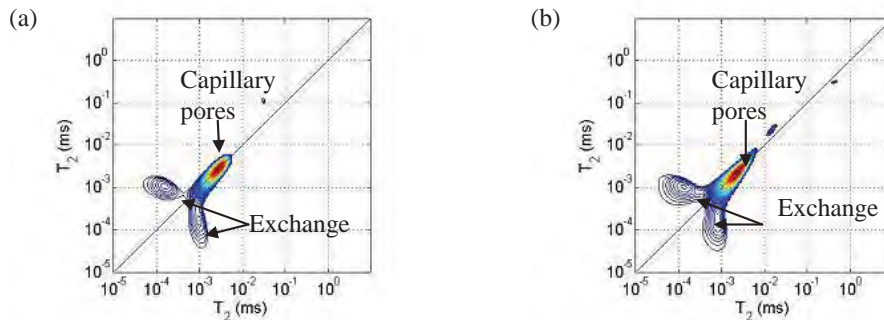 (a)
T₂ (ms)
10⁰
10⁻¹
10⁻²
10⁻³
10⁻⁴
10⁻⁵
Capillary
pores
Exchange
10⁻⁵ 10⁻⁴ 10⁻³ 10⁻² 10⁻¹ 10⁰
T₂ (ms)
(b)
T₂ (ms)
10⁰
10⁻¹
10⁻²
10⁻³
10⁻⁴
10⁻⁵
Capillary
pores
Exchange
10⁻⁵ 10⁻⁴ 10⁻³ 10⁻² 10⁻¹ 10⁰
T₂ (ms)